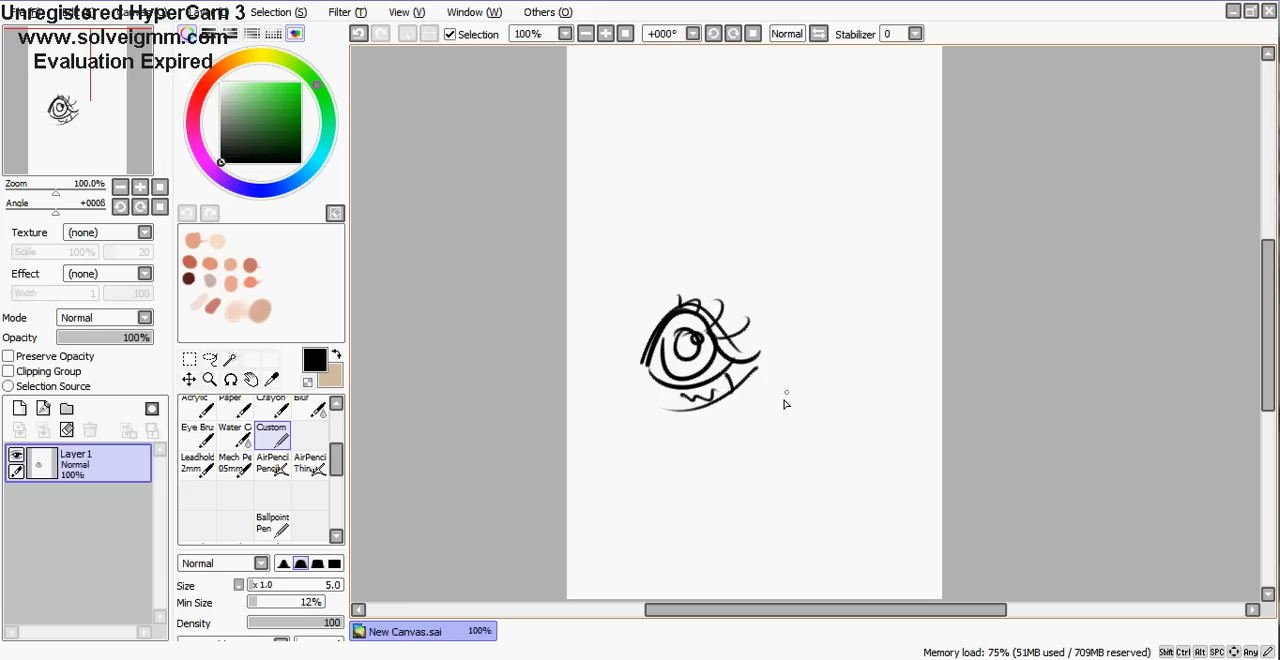 Unregistered HyperCam 3
www.solveigmm.com
Evaluation Expired
Selection (S)
Filter (T)
View (V)
Window (W)
Others (O)
Selection
100%
+000°
Normal
Stabilizer 0
Zoom 100.0%
Angle
Texture (none)
Scale 100% 20
Effect (none)
Width 1 100
Mode Normal
Opacity 100%
Preserve Opacity
Clipping Group
Selection Source
Layer1
Normal
100%
Acrylic Paper Crayon Blur
Eye Bru Water C Custom
Leadhold 2mm
Mech Pe 05mm
AirPenci Pencil
AirPenci Thin
Ballpoint
Pen
Normal
Size x 1.0 5.0
Min Size 12%
Density 100
New Canvas.sai 100%
Memory load: 75% (51MB used / 709MB reserved)
Shift Ctrl Alt SPC Any